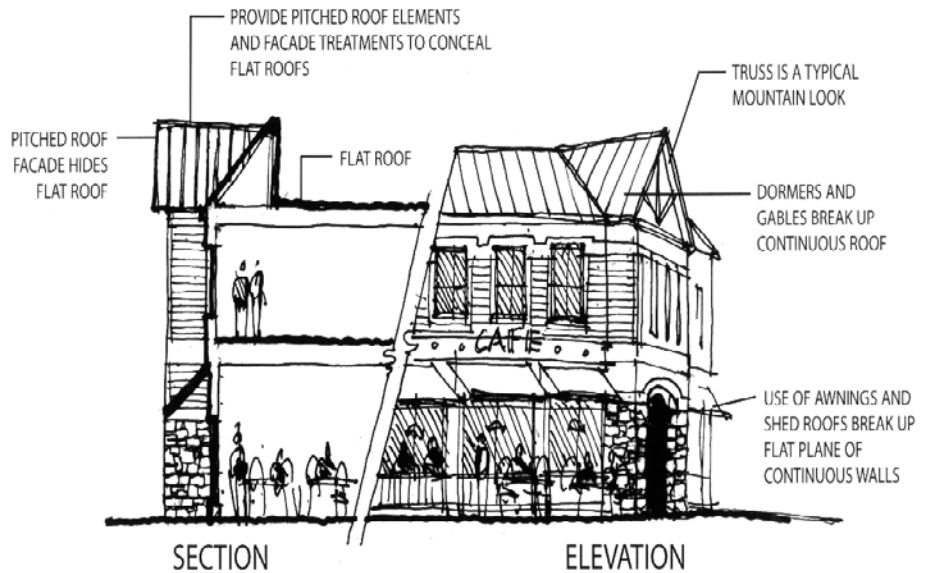 PROVIDE PITCHED ROOF ELEMENTS
AND FACADE TREATMENTS TO CONCEAL
FLAT ROOFS
TRUSS IS A TYPICAL
MOUNTAIN LOOK
PITCHED ROOF
FACADE HIDES
FLAT ROOF
FLAT ROOF
DORMERS AND
GABLES BREAK UP
CONTINUOUS ROOF
CAFE
USE OF AWNINGS AND
SHED ROOFS BREAK UP
FLAT PLANE OF
CONTINUOUS WALLS
SECTION
ELEVATION